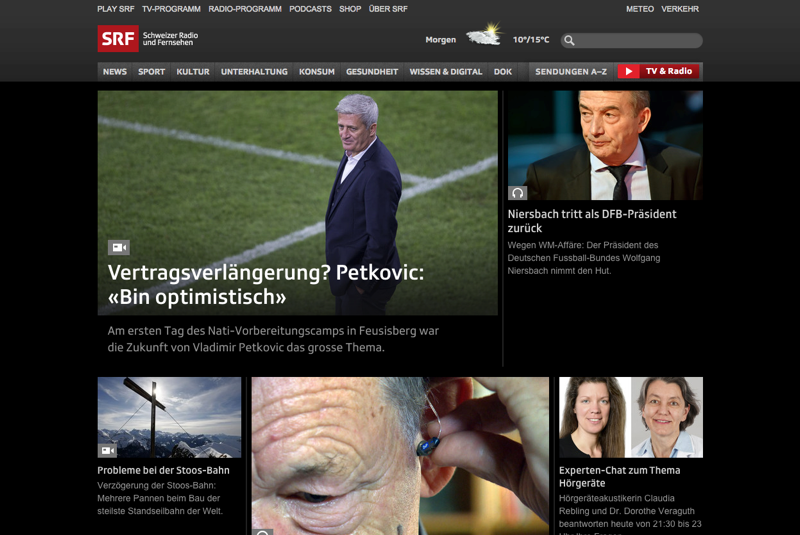 PLAY SRF TV-PROGRAMM RADIO-PROGRAMM PODCASTS SHOP ÜBER SRF METEO VERKEHR
SRF Schweizer Radio
und Fernsehen
Morgen 10°/15°C
NEWS SPORT KULTUR UNTERHALTUNG KONSUM GESUNDHEIT WISSEN & DIGITAL DOK SENDUNGEN A–Z TV & Radio
Vertragsverlängerung? Petkovic:
«Bin optimistisch»
Am ersten Tag des Nati-Vorbereitungscamps in Feusisberg war
die Zukunft von Vladimir Petkovic das grosse Thema.
Niersbach tritt als DFB-Präsident
zurück
Wegen WM-Affäre: Der Präsident des
Deutschen Fussball-Bundes Wolfgang
Niersbach nimmt den Hut.
Probleme bei der Stoos-Bahn
Verzögerung der Stoos-Bahn:
Mehrere Pannen beim Bau der
steilste Standseilbahn der Welt.
Experten-Chat zum Thema
Hörgeräte
Hörgeräteakustikerin Claudia
Rebling und Dr. Dorothe Veraguth
beantworten heute von 21:30 bis 23